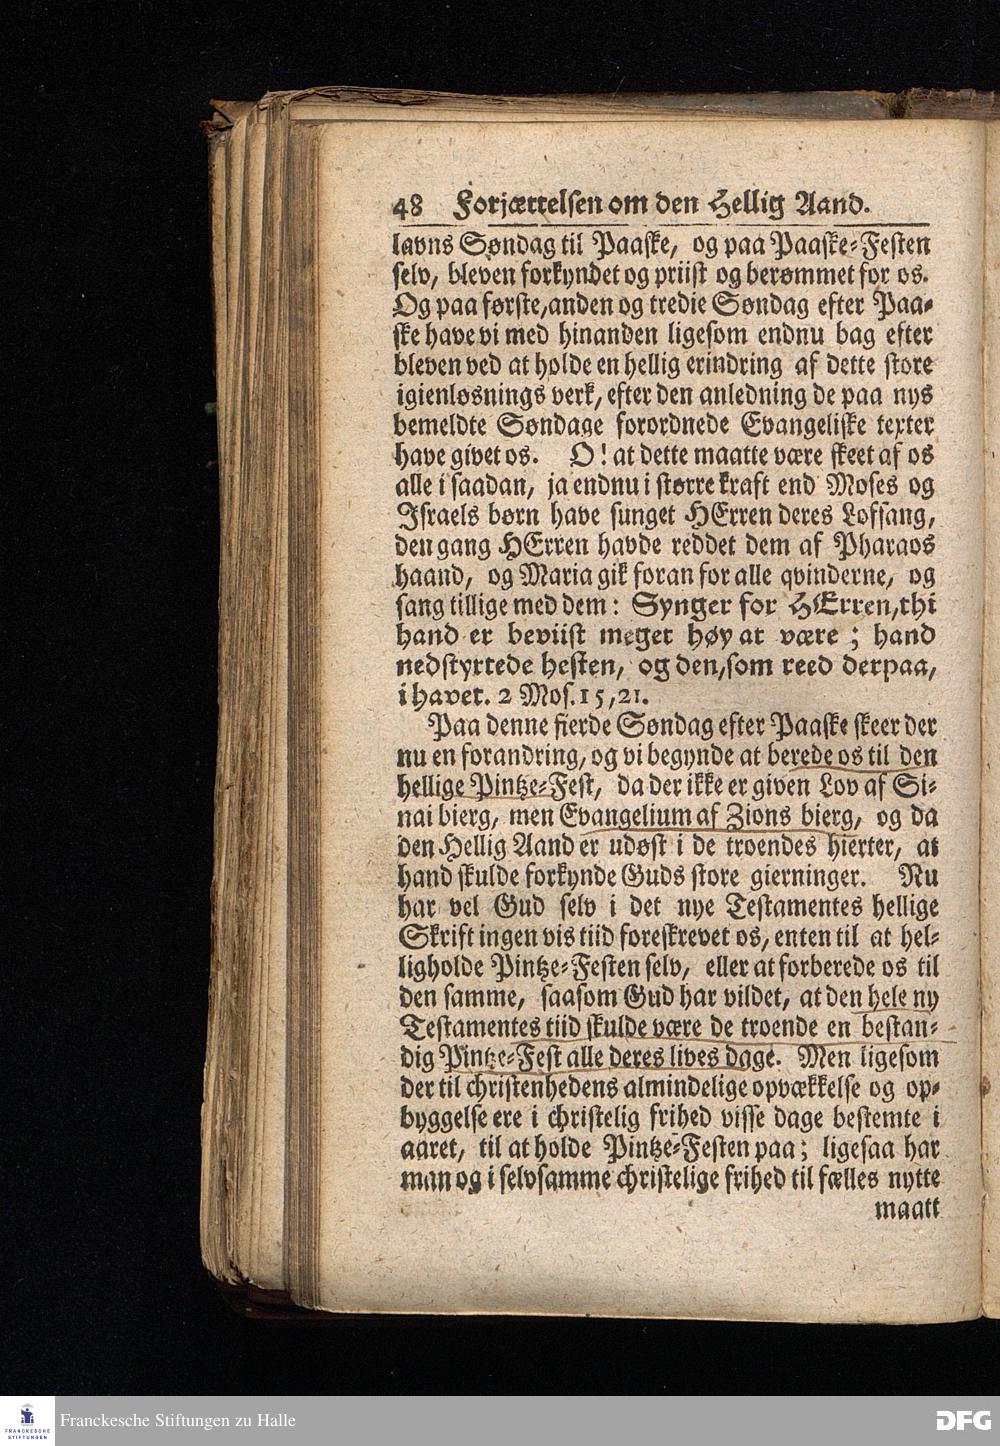 48 Forjættelsen om den Hellig Aand.
lavns Søndag til Paaske, og paa Paaske-Festen
selv, bleven forkyndet og priist og berømmet for os.
Og paa første, anden og tredie Søndag efter Paa-
ske have vi med hinanden ligesom endnu bag efter
bleven ved at holde en hellig erindring af dette store
igienløsnings verk, efter den anledning de paa nys
bemeldte Søndage forordnede Evangeliske texter
have givet os. O! at dette maatte være skeet af os
alle i saadan, ja endnu i større kraft end Moses og
Israels børn have sunget HErren deres Lofsang,
den gang HErren havde reddet dem af Pharaos
haand, og Maria gik foran for alle qvinderne, og
sang tillige med dem: Synger for HErren, thi
hand er beviist meget høy at være; hand
nedstyrtede hesten, og den, som reed derpaa,
i havet. 2 Mos. 15, 21.
Paa denne fierde Søndag efter Paaske skeer der
nu en forandring, og vi begynde at berede os til den
hellige Pintze-Fest, da der ikke er given Lov af Si-
nai bierg, men Evangelium af Zions bierg, og da
den Hellig Aand er udøst i de troendes hierter, at
hand skulde forkynde Guds store gierninger. Nu
har vel Gud selv i det nye Testamentes hellige
Skrift ingen vis tiid foreskrevet os, enten til at hel-
ligholde Pintze-Festen selv, eller at forberede os til
den samme, saasom Gud har vildet, at den hele ny
Testamentes tiid skulde være de troende en bestan-
dig Pintze-Fest alle deres lives dage. Men ligesom
der til christenhedens almindelige opvækkelse og op-
byggelse ere i christelig frihed visse dage bestemte i
aaret, til at holde Pintze-Festen paa; ligesaa har
man og i selvsamme christelige frihed til fælles nytte
maatt
Franckesche Stiftungen zu Halle
FRANCKESCHE
STIFTUNGEN
DFG